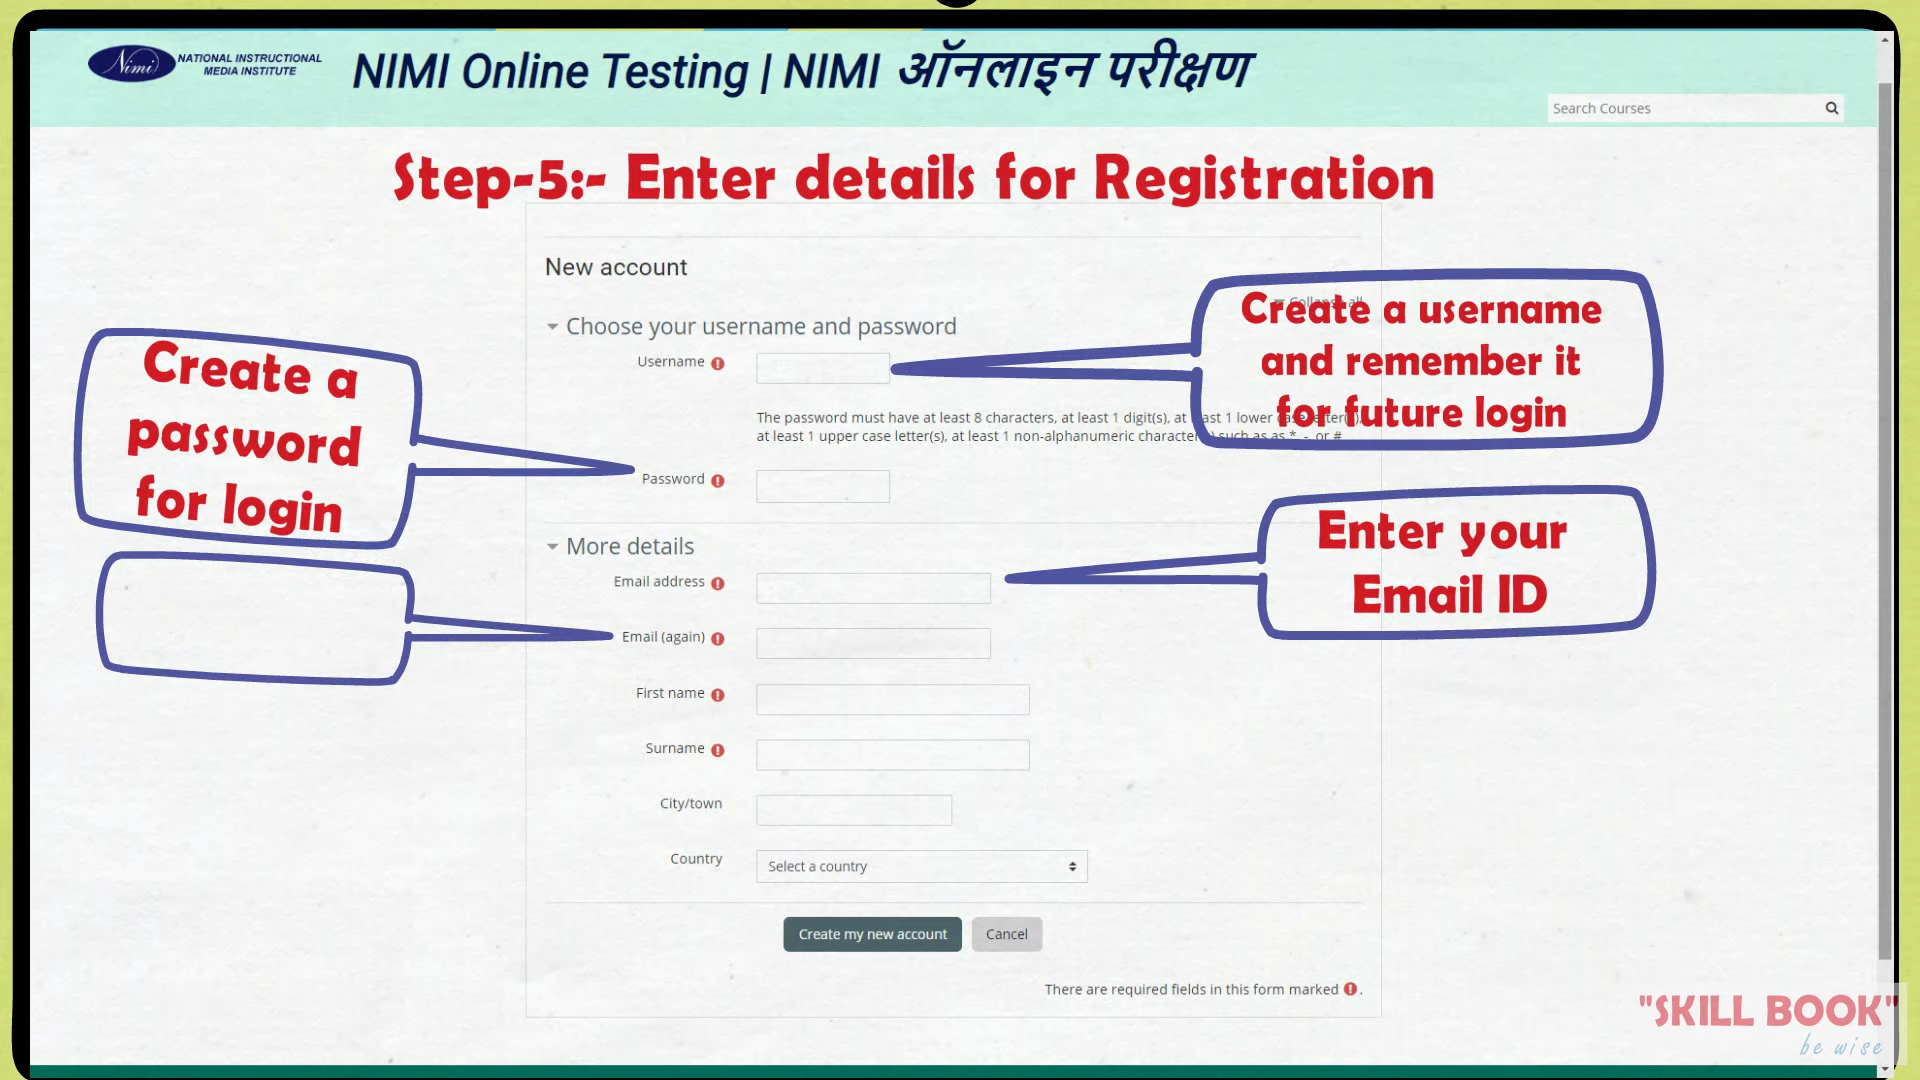 Nimi
NATIONAL INSTRUCTIONAL
MEDIA INSTITUTE
NIMI Online Testing | NIMI ऑनलाइन परीक्षण
Search Courses
Step-5:- Enter details for Registration
New account
Choose your username and password
Username
Create a username
and remember it
for future login
The password must have at least 8 characters, at least 1 digit(s), at least 1 lower case letter(s),
at least 1 upper case letter(s), at least 1 non-alphanumeric character(s) such as as *, -, or #
Create a
password
for login
Password
More details
Email address
Enter your
Email ID
Email (again)
First name
Surname
City/town
Country
Select a country
Create my new account
Cancel
There are required fields in this form marked .
"SKILL BOOK"
be wise